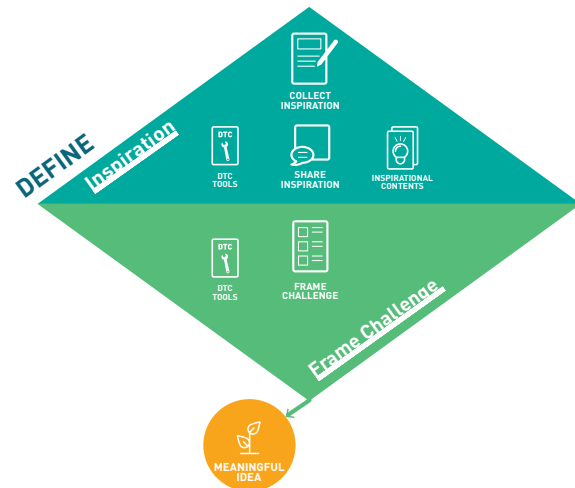 COLLECT
INSPIRATION
DEFINE
Inspiration
DTC
DTC
TOOLS
SHARE
INSPIRATION
INSPIRATIONAL
CONTENTS
DTC
DTC
TOOLS
FRAME
CHALLENGE
Frame Challenge
MEANINGFUL
IDEA